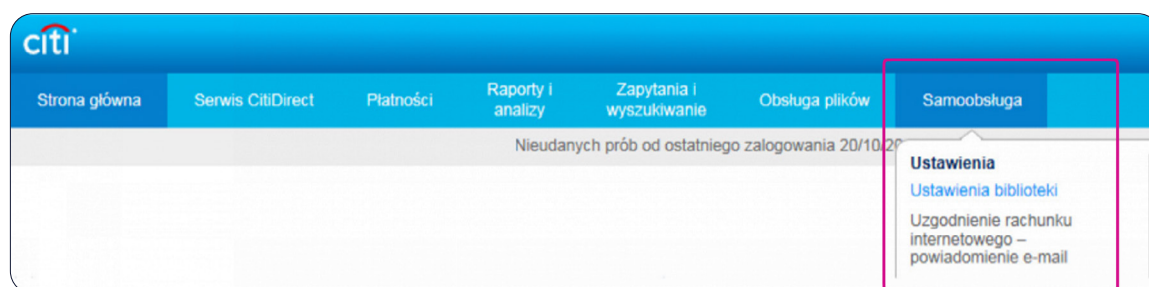 citi
Strona główna
Serwis CitiDirect
Płatności
Raporty i
analizy
Zapytania i
wyszukiwanie
Obsługa plików
Samoobsługa
Nieudanych prób od ostatniego zalogowania 20/10/20
Ustawienia
Ustawienia biblioteki
Uzgodnienie rachunku
internetowego –
powiadomienie e-mail